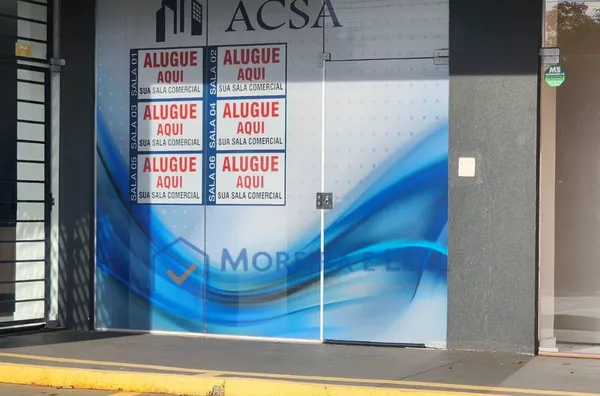 ACSA
SALA 01
ALUGUE
AQUI
SUA SALA COMERCIAL
SALA 02
ALUGUE
AQUI
SUA SALA COMERCIAL
SALA 03
ALUGUE
AQUI
SUA SALA COMERCIAL
SALA 04
ALUGUE
AQUI
SUA SALA COMERCIAL
SALA 05
ALUGUE
AQUI
SUA SALA COMERCIAL
SALA 06
ALUGUE
AQUI
SUA SALA COMERCIAL
MS